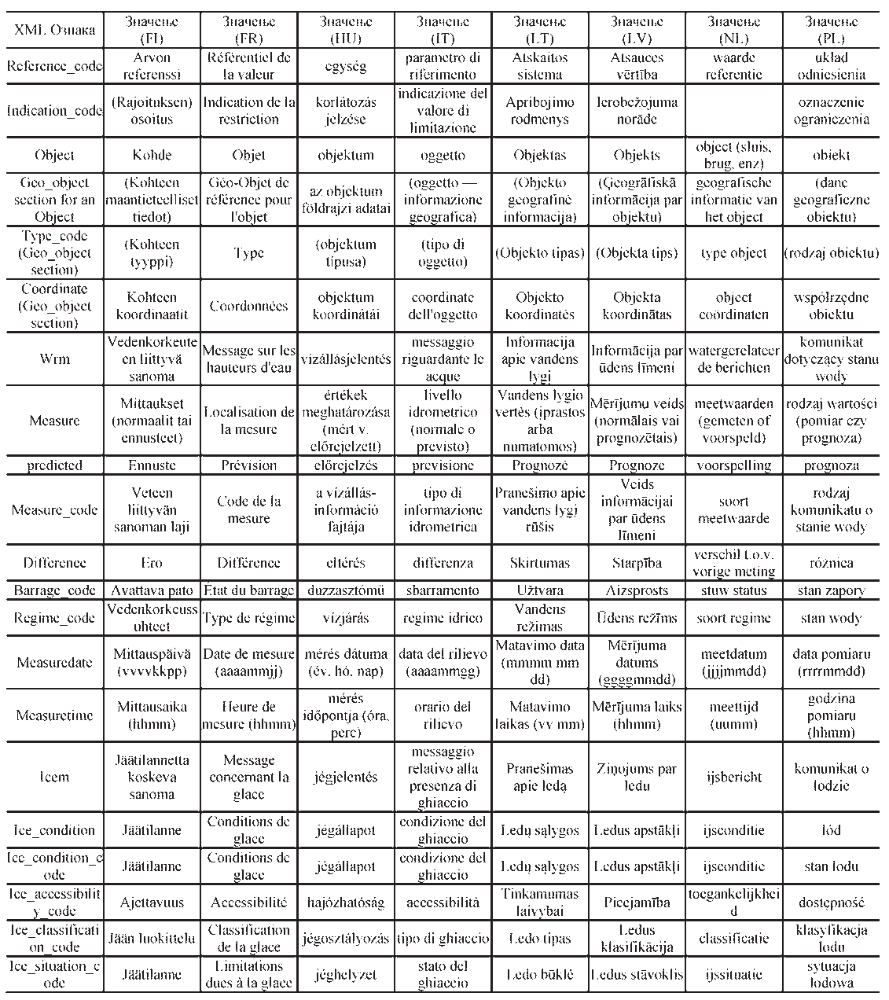 XML Ознака | Значење (FI) | Значење (FR) | Значење (HU) | Значење (IT) | Значење (LT) | Значење (LV) | Значење (NL) | Значење (PL)
Reference_code | Arvon referenssi | Référentiel de la valeur | egység | parametro di riferimento | Atskaitos sistema | Atsauces vērtība | waarde referentie | układ odniesienia
Indication_code | (Rajoituksen) osoitus | Indication de la restriction | korlátozás jelzése | indicazione del valore di limitazione | Apribojimo rodmenys | Ierobežojuma norāde | | oznaczenie ograniczenia
Object | Kohde | Objet | objektum | oggetto | Objektas | Objekts | object (sluis, brug, enz) | obiekt
Geo_object section for an Object | (Kohteen maantieteelliset tiedot) | Géo-Objet de référence pour l'objet | az objektum földrajzi adatai | (oggetto — informazione geografica) | (Objekto geografinė informacija) | (Ģeogrāfiskā informācija par objektu) | geografische informatie van het object | (dane geograficzne obiektu)
Type_code (Geo_object section) | (Kohteen tyyppi) | Type | (objektum típusa) | (tipo di oggetto) | (Objekto tipas) | (Objekta tips) | type object | (rodzaj obiektu)
Coordinate (Geo_object section) | Kohteen koordinaatit | Coordonnées | objektum koordinátái | coordinate dell'oggetto | Objekto koordinatės | Objekta koordinātas | object coördinaten | współrzędne obiektu
Wrm | Vedenkorkeute en liittyvä sanoma | Message sur les hauteurs d'eau | vízállásjelentés | messaggio riguardante le acque | Informacija apie vandens lygį | Informācija par ūdens līmeni | watergerelateer de berichten | komunikat dotyczący stanu wody
Measure | Mittaukset (normaalit tai ennusteet) | Localisation de la mesure | értékek meghatározása (mért v. előrejelzett) | livello idrometrico (normale o previsto) | Vandens lygio vertės (įprastos arba numatomos) | Mērījumu veids (normālais vai prognozētais) | meetwaarden (gemeten of voorspeld) | rodzaj wartości (pomiar czy prognoza)
predicted | Ennuste | Prévision | előrejelzés | previsione | Prognozė | Prognoze | voorspelling | prognoza
Measure_code | Veteen liittyvän sanoman laji | Code de la mesure | a vízállás-információ fajtája | tipo di informazione idrometrica | Pranešimo apie vandens lygį rūšis | Veids informācijai par ūdens līmeni | soort meetwaarde | rodzaj komunikatu o stanie wody
Difference | Ero | Différence | eltérés | differenza | Skirtumas | Starpība | verschil t.o.v. vorige meting | różnica
Barrage_code | Avattava pato | État du barrage | duzzasztómű | sbarramento | Užtvara | Aizsprosts | stuw status | stan zapory
Regime_code | Vedenkorkeuss uhteet | Type de régime | vízjárás | regime idrico | Vandens režimas | Ūdens režīms | soort regime | stan wody
Measuredate | Mittauspäivä (vvvvkkpp) | Date de mesure (aaaammjj) | mérés dátuma (év. hó. nap) | data del rilievo (aaaammgg) | Matavimo data (mmmm mm dd) | Mērījuma datums (ggggmmdd) | meetdatum (jjjjmmdd) | data pomiaru (rrrrmmdd)
Measuretime | Mittausaika (hhmm) | Heure de mesure (hhmm) | mérés időpontja (óra, perc) | orario del rilievo | Matavimo laikas (vv mm) | Mērījuma laiks (hhmm) | meettijd (uumm) | godzina pomiaru (hhmm)
Icem | Jäätilannetta koskeva sanoma | Message concernant la glace | jégjelentés | messaggio relativo alla presenza di ghiaccio | Pranešimas apie ledą | Ziņojums par ledu | ijsbericht | komunikat o lodzie
Ice_condition | Jäätilanne | Conditions de glace | jégállapot | condizione del ghiaccio | Ledų sąlygos | Ledus apstākļi | ijsconditie | lód
Ice_condition_c ode | Jäätilanne | Conditions de glace | jégállapot | condizione del ghiaccio | Ledų sąlygos | Ledus apstākļi | ijsconditie | stan lodu
Ice_accessibilit y_code | Ajettavuus | Accessibilité | hajózhatóság | accessibilità | Tinkamumas laivybai | Pieejamība | toegankelijkhei d | dostępność
Ice_classificati on_code | Jään luokittelu | Classification de la glace | jégosztályozás | tipo di ghiaccio | Ledo tipas | Ledus klasifikācija | classificatie | klasyfikacja lodu
Ice_situation_c ode | Jäätilanne | Limitations dues à la glace | jéghelyzet | stato del ghiaccio | Ledo būklė | Ledus stāvoklis | ijssituatie | sytuacja lodowa